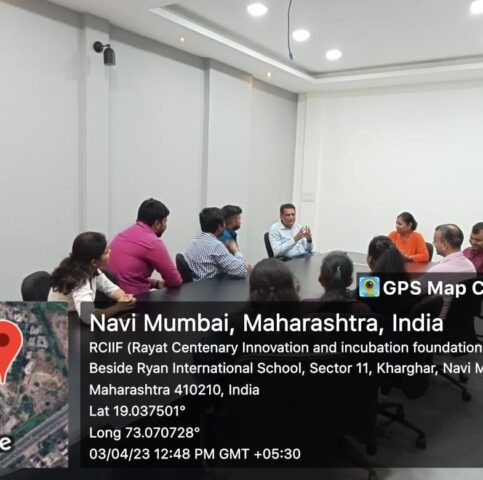 GPS Map C
Navi Mumbai, Maharashtra, India
RCIIF (Rayat Centenary Innovation and incubation foundation
Beside Ryan International School, Sector 11, Kharghar, Navi M
Maharashtra 410210, India
Lat 19.037501°
Long 73.070728°
03/04/23 12:48 PM GMT +05:30